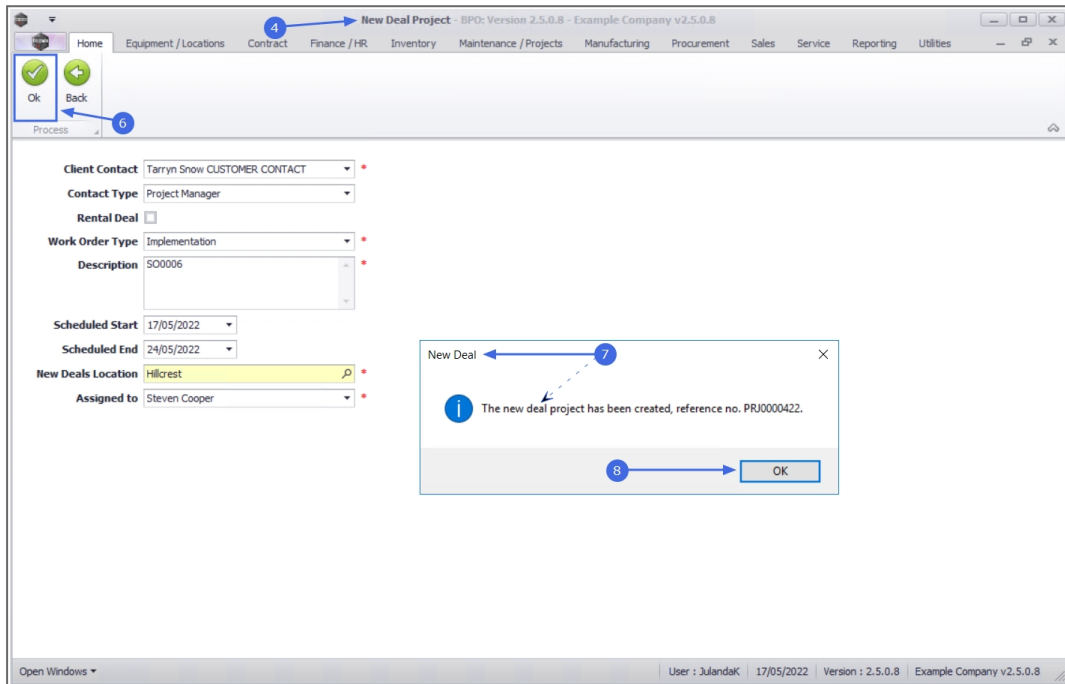 4
New Deal Project - BPO: Version 2.5.0.8 - Example Company v2.5.0.8
Home Equipment / Locations Contract Finance / HR Inventory Maintenance / Projects Manufacturing Procurement Sales Service Reporting Utilities
Ok Back
6
Process
Client Contact Tarryn Snow CUSTOMER CONTACT *
Contact Type Project Manager
Rental Deal
Work Order Type Implementation *
Description SO0006 *
Scheduled Start 17/05/2022
Scheduled End 24/05/2022
New Deals Location Hillcrest *
Assigned to Steven Cooper *
New Deal 7
The new deal project has been created, reference no. PRJ0000422.
8 OK
Open Windows User : JulandaK 17/05/2022 Version : 2.5.0.8 Example Company v2.5.0.8